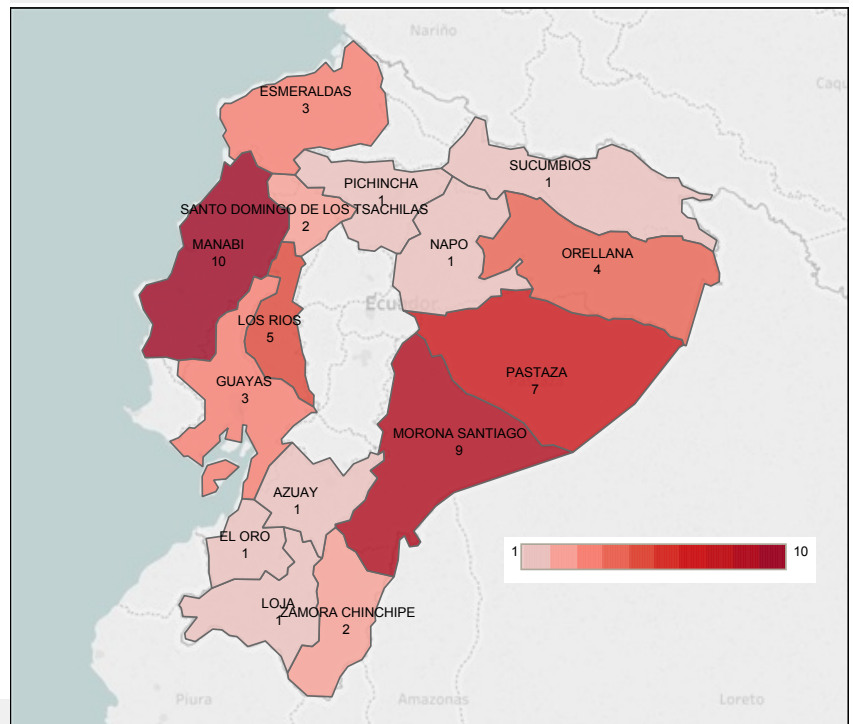 Nariño
Caqu
ESMERALDAS
3
SUCUMBIOS
1
PICHINCHA
1
SANTO DOMINGO DE LOS TSACHILAS
2
MANABI
10
NAPO
1
ORELLANA
4
Ecuador
LOS RIOS
5
PASTAZA
7
GUAYAS
3
MORONA SANTIAGO
9
AZUAY
1
EL ORO
1
1
10
LOJA
1
ZAMORA CHINCHIPE
2
Piura
Amazonas
Loreto